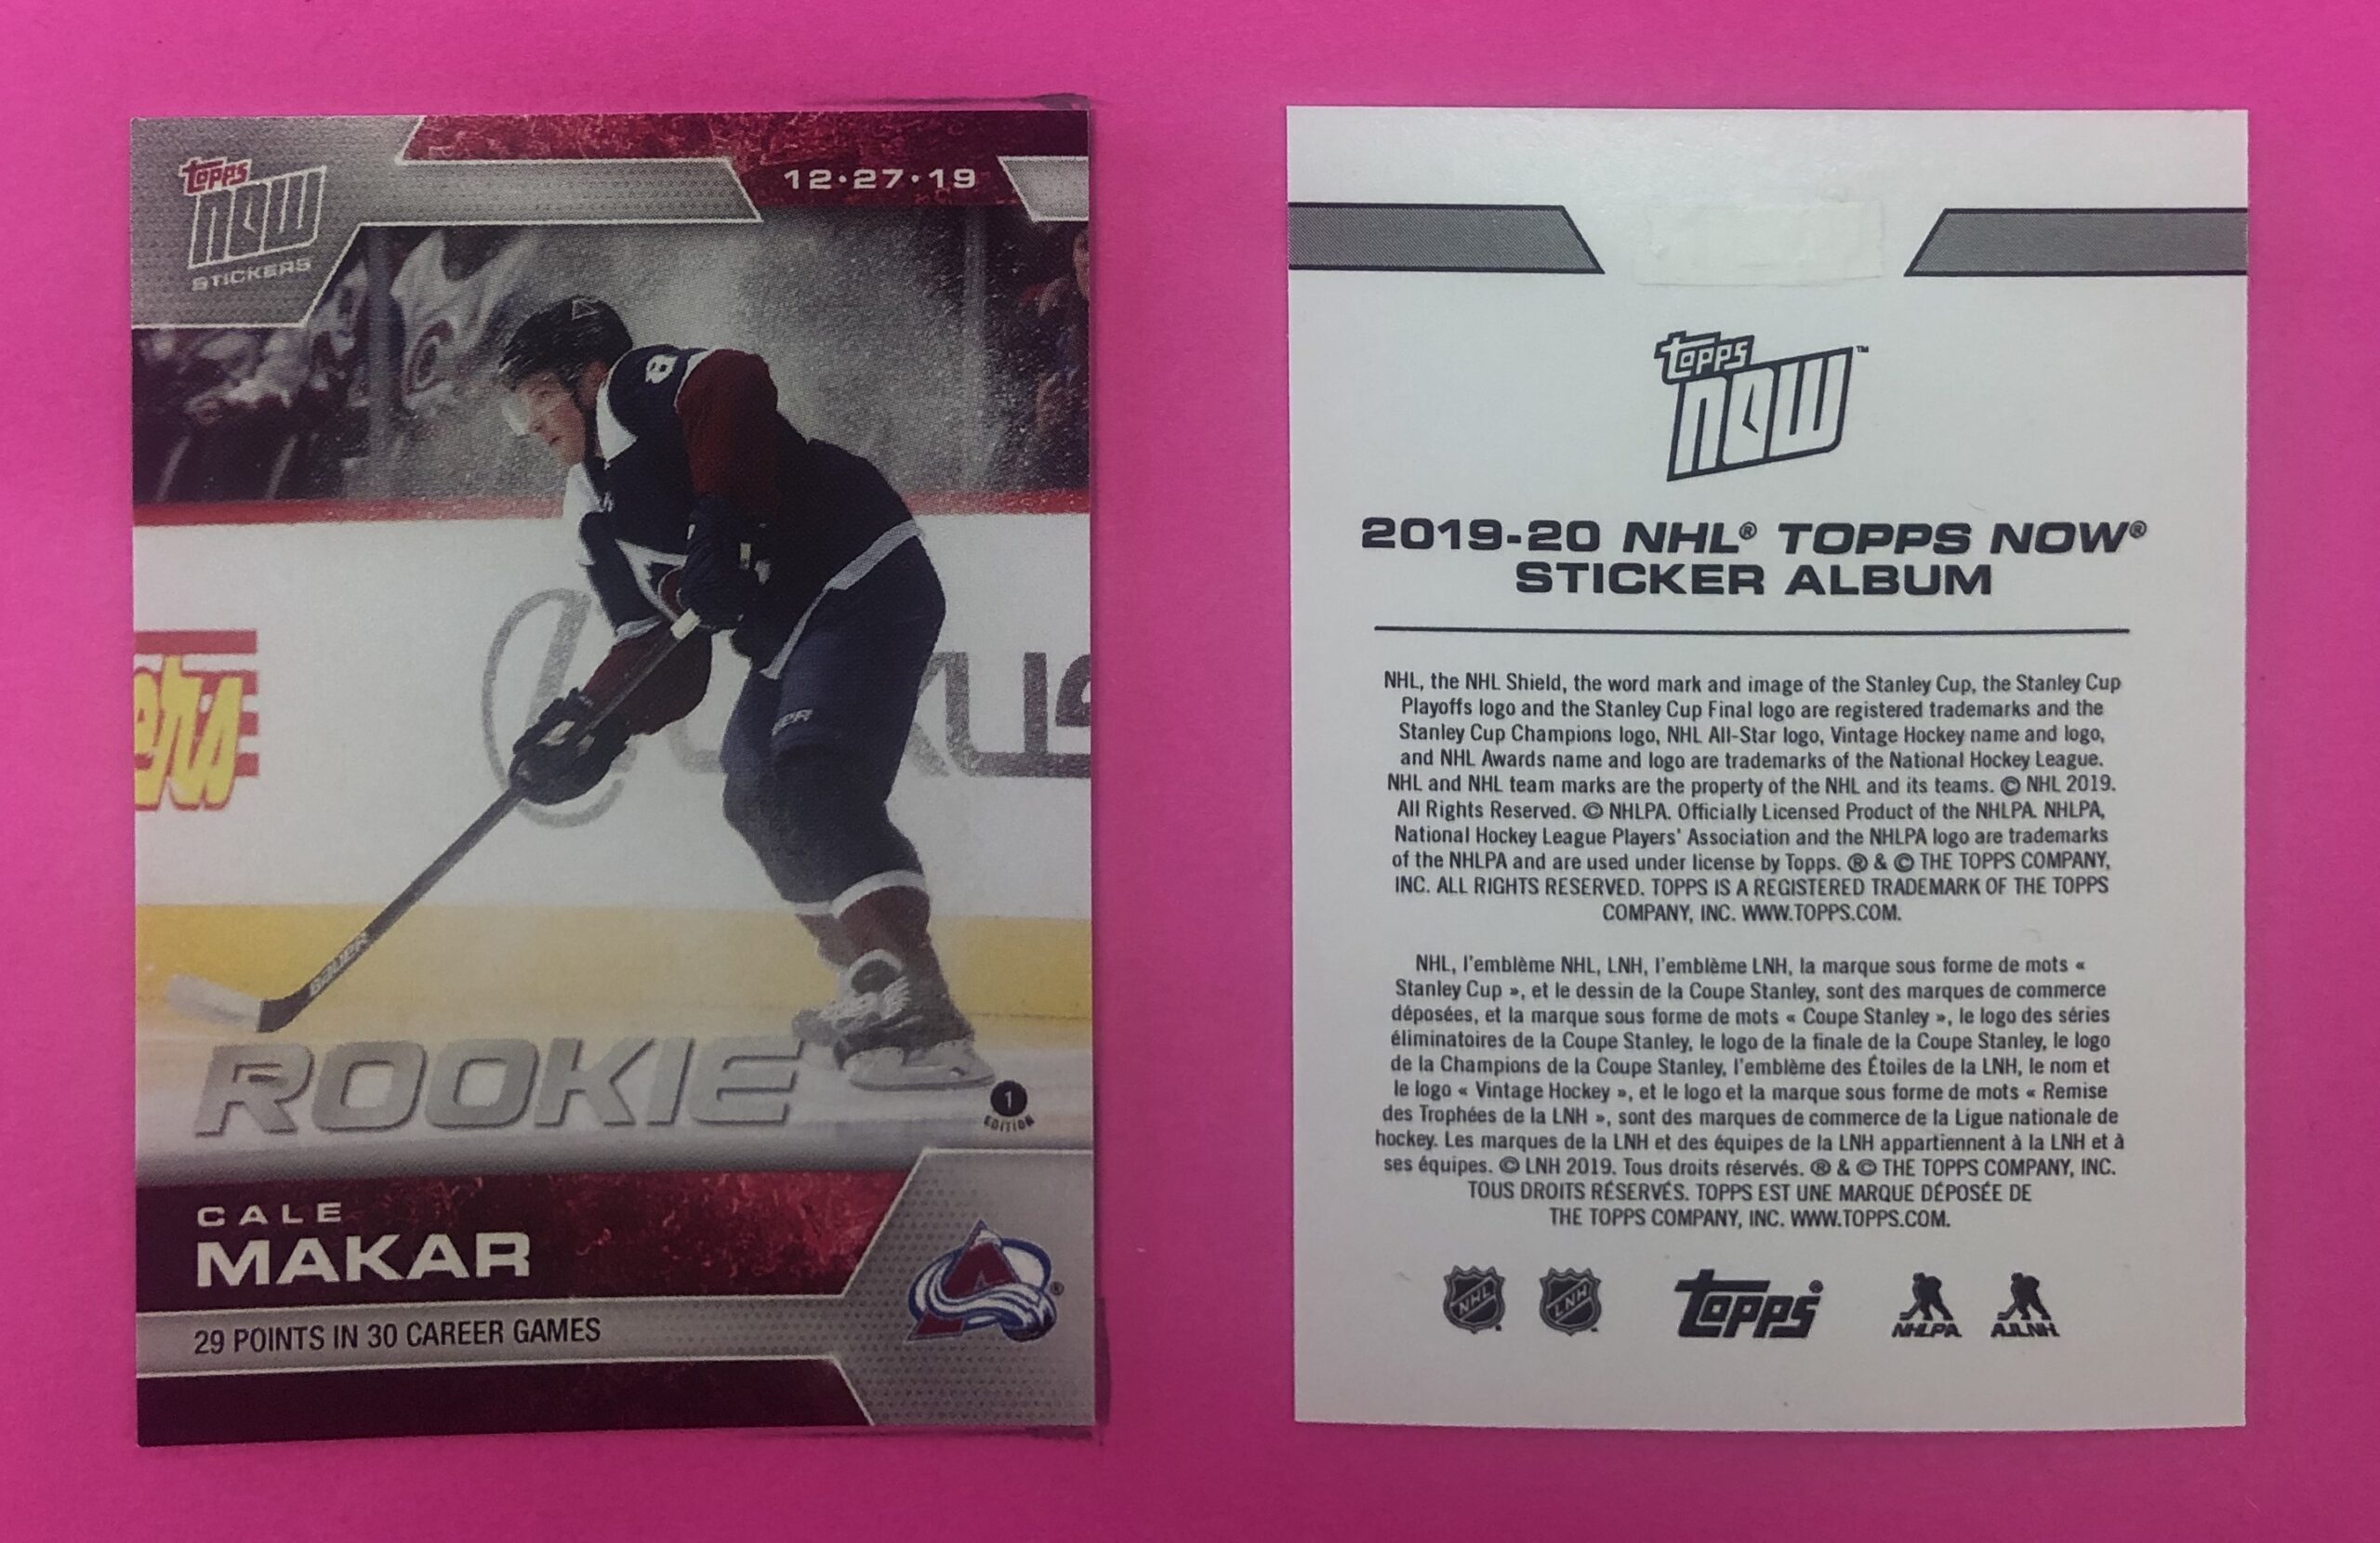 topps
NOW
STICKERS
12·27·19
8
BAUER
ROOKIE
1
EDITION
CALE
MAKAR
29 POINTS IN 30 CAREER GAMES
A ®
topps
NOW ™
2019-20 NHL® TOPPS NOW®
STICKER ALBUM
NHL, the NHL Shield, the word mark and image of the Stanley Cup, the Stanley Cup
Playoffs logo and the Stanley Cup Final logo are registered trademarks and the
Stanley Cup Champions logo, NHL All-Star logo, Vintage Hockey name and logo,
and NHL Awards name and logo are trademarks of the National Hockey League.
NHL and NHL team marks are the property of the NHL and its teams. © NHL 2019.
All Rights Reserved. © NHLPA. Officially Licensed Product of the NHLPA. NHLPA,
National Hockey League Players' Association and the NHLPA logo are trademarks
of the NHLPA and are used under license by Topps. ® & © THE TOPPS COMPANY,
INC. ALL RIGHTS RESERVED. TOPPS IS A REGISTERED TRADEMARK OF THE TOPPS
COMPANY, INC. WWW.TOPPS.COM.
NHL, l'emblème NHL, LNH, l'emblème LNH, la marque sous forme de mots «
Stanley Cup », et le dessin de la Coupe Stanley, sont des marques de commerce
déposées, et la marque sous forme de mots « Coupe Stanley », le logo des séries
éliminatoires de la Coupe Stanley, le logo de la finale de la Coupe Stanley, le logo
de la Champions de la Coupe Stanley, l'emblème des Étoiles de la LNH, le nom et
le logo « Vintage Hockey », et le logo et la marque sous forme de mots « Remise
des Trophées de la LNH », sont des marques de commerce de la Ligue nationale de
hockey. Les marques de la LNH et des équipes de la LNH appartiennent à la LNH et à
ses équipes. © LNH 2019. Tous droits réservés. ® & © THE TOPPS COMPANY, INC.
TOUS DROITS RÉSERVÉS. TOPPS EST UNE MARQUE DÉPOSÉE DE
THE TOPPS COMPANY, INC. WWW.TOPPS.COM.
NHL LNH topps® NHLPA AJLNH